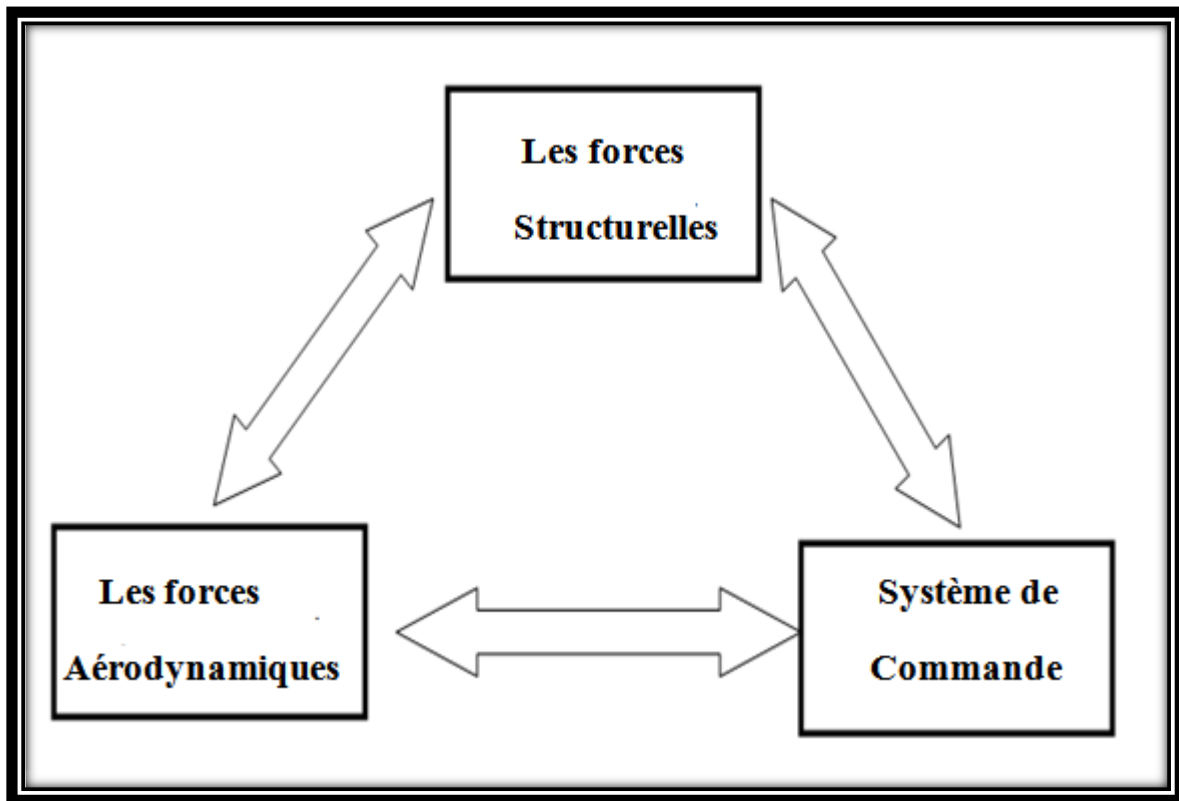 Les forces
Structurelles
Les forces
Aérodynamiques
Système de
Commande